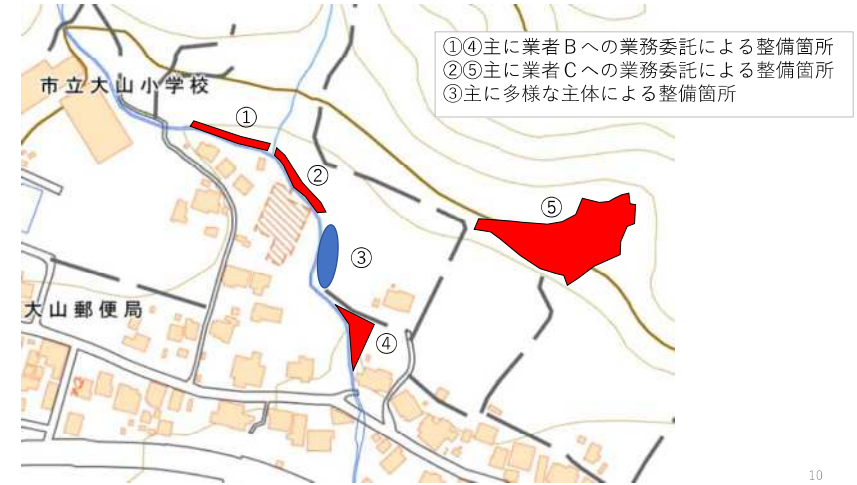 ①④主に業者Ｂへの業務委託による整備箇所
②⑤主に業者Ｃへの業務委託による整備箇所
③主に多様な主体による整備箇所
市立大山小学校
①
②
⑤
③
大山郵便局
④
10